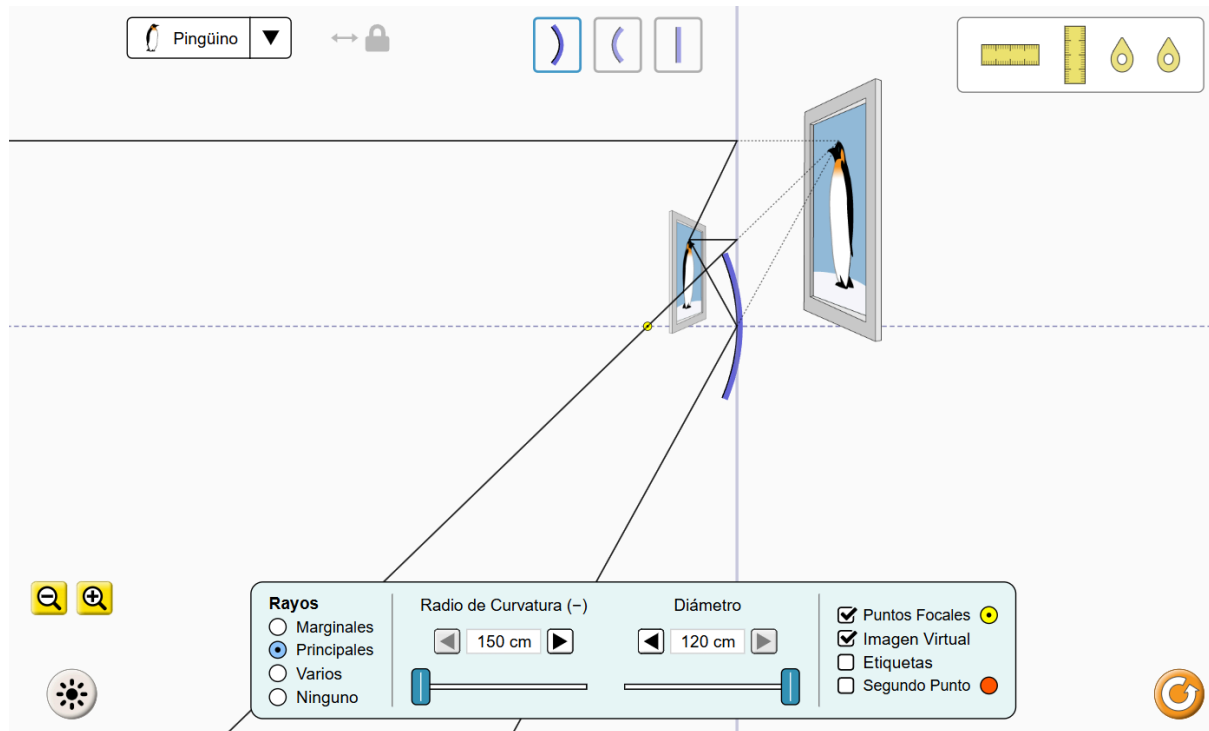 Pingüino
Rayos
Marginales
Principales
Varios
Ninguno
Radio de Curvatura (−)
150 cm
Diámetro
120 cm
Puntos Focales
Imagen Virtual
Etiquetas
Segundo Punto